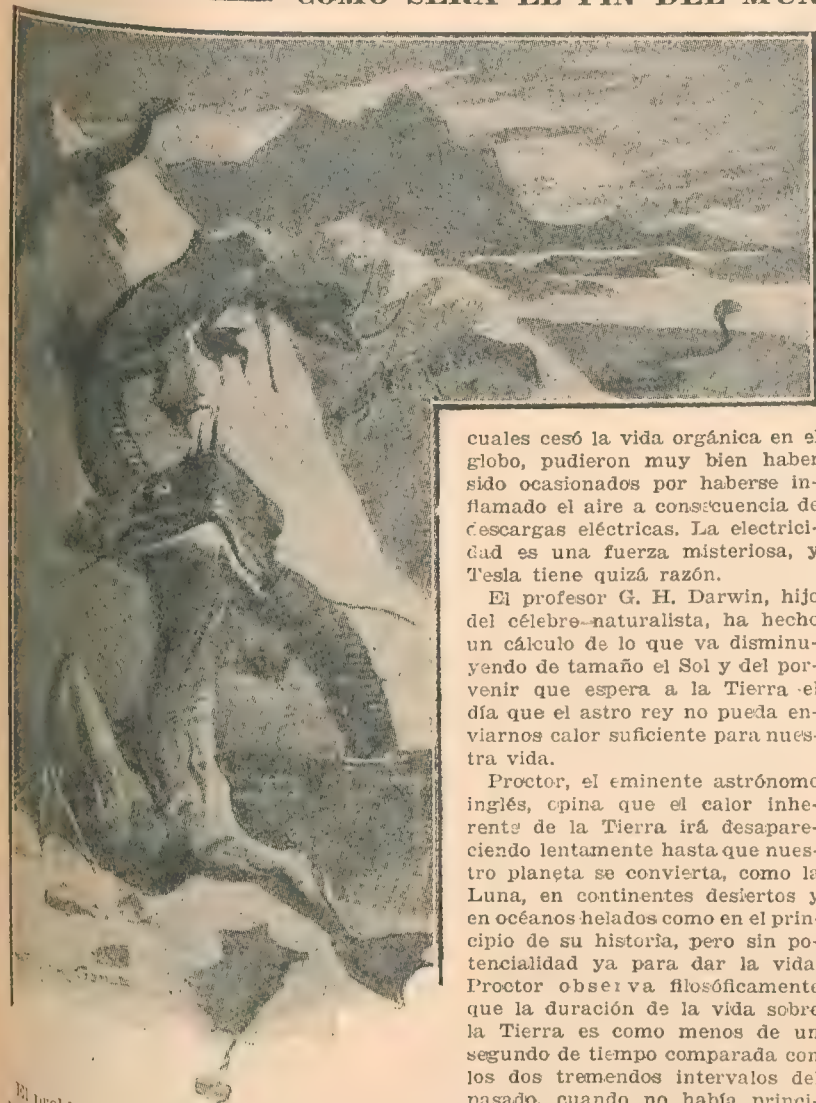 COMO SERÁ EL FIN DEL MUN
cuales cesó la vida orgánica en el
globo, pudieron muy bien haber
sido ocasionados por haberse in-
flamado el aire a consecuencia de
descargas eléctricas. La electrici-
dad es una fuerza misteriosa, y
Tesla tiene quizá razón.
El profesor G. H. Darwin, hijo
del célebre naturalista, ha hecho
un cálculo de lo que va disminu-
yendo de tamaño el Sol y del por-
venir que espera a la Tierra el
día que el astro rey no pueda en-
viarnos calor suficiente para nues-
tra vida.
Proctor, el eminente astrónomo
inglés, opina que el calor inhe-
rente de la Tierra irá desapare-
ciendo lentamente hasta que nues-
tro planeta se convierta, como la
Luna, en continentes desiertos y
en océanos helados como en el prin-
cipio de su historia, pero sin po-
tencialidad ya para dar la vida.
Proctor observa filosóficamente
que la duración de la vida sobre
la Tierra es como menos de un
segundo de tiempo comparada con
los dos tremendos intervalos del
pasado, cuando no había princi-
El